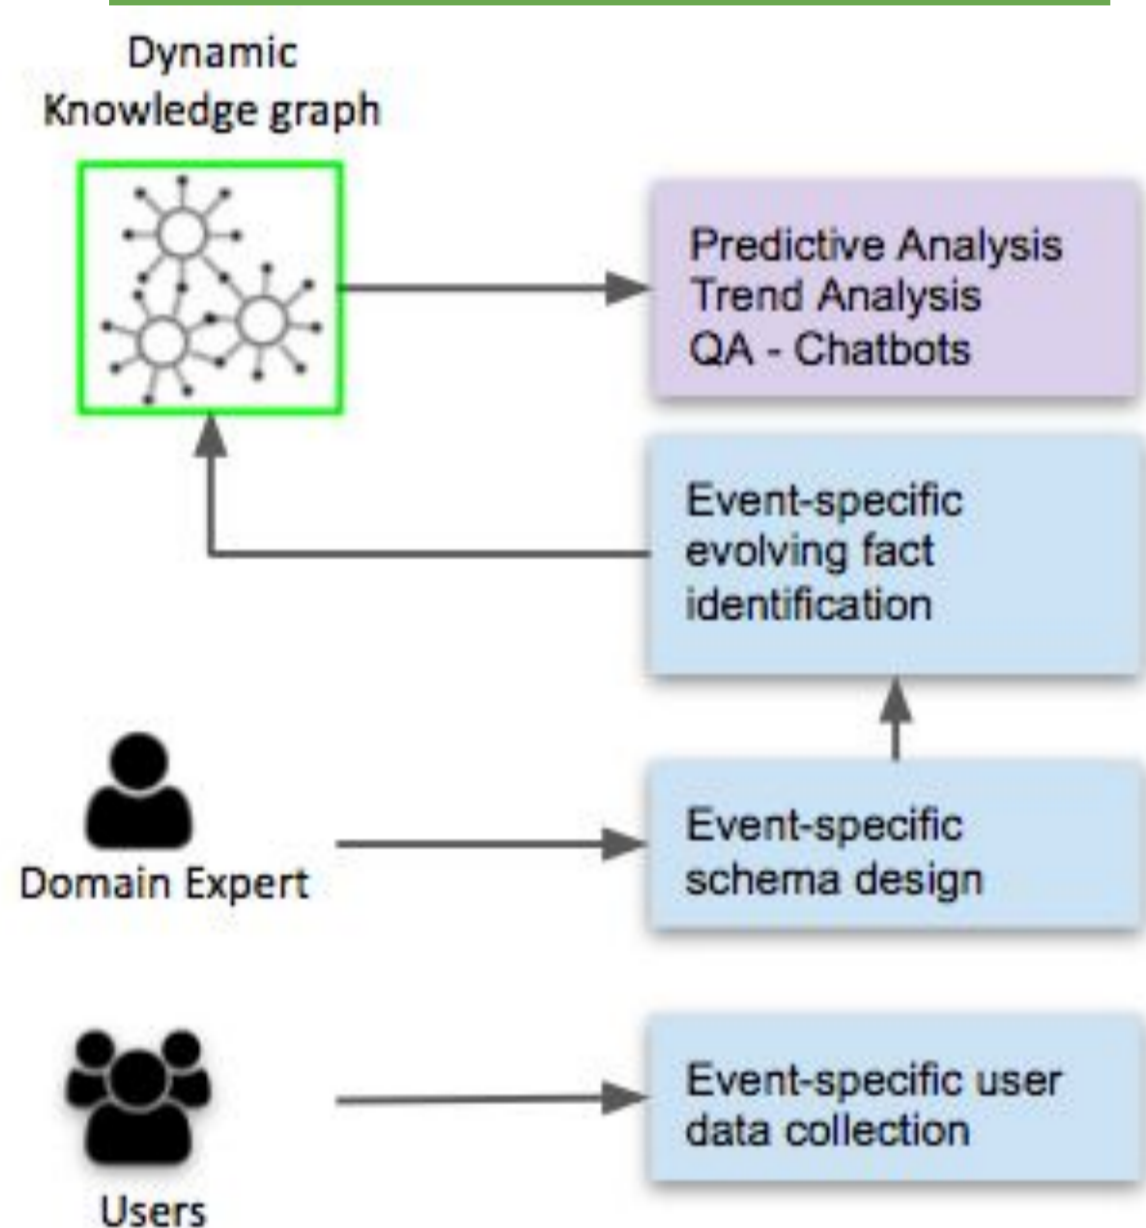 Dynamic
Knowledge graph
Predictive Analysis
Trend Analysis
QA - Chatbots
Event-specific
evolving fact
identification
Domain Expert
Event-specific
schema design
Users
Event-specific user
data collection